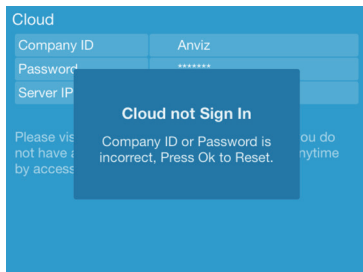 Cloud
Company ID Anviz
Password *******
Server IP
Cloud not Sign In
Company ID or Password is
incorrect, Press Ok to Reset.
Please vis ou do
not have a nytime
by access